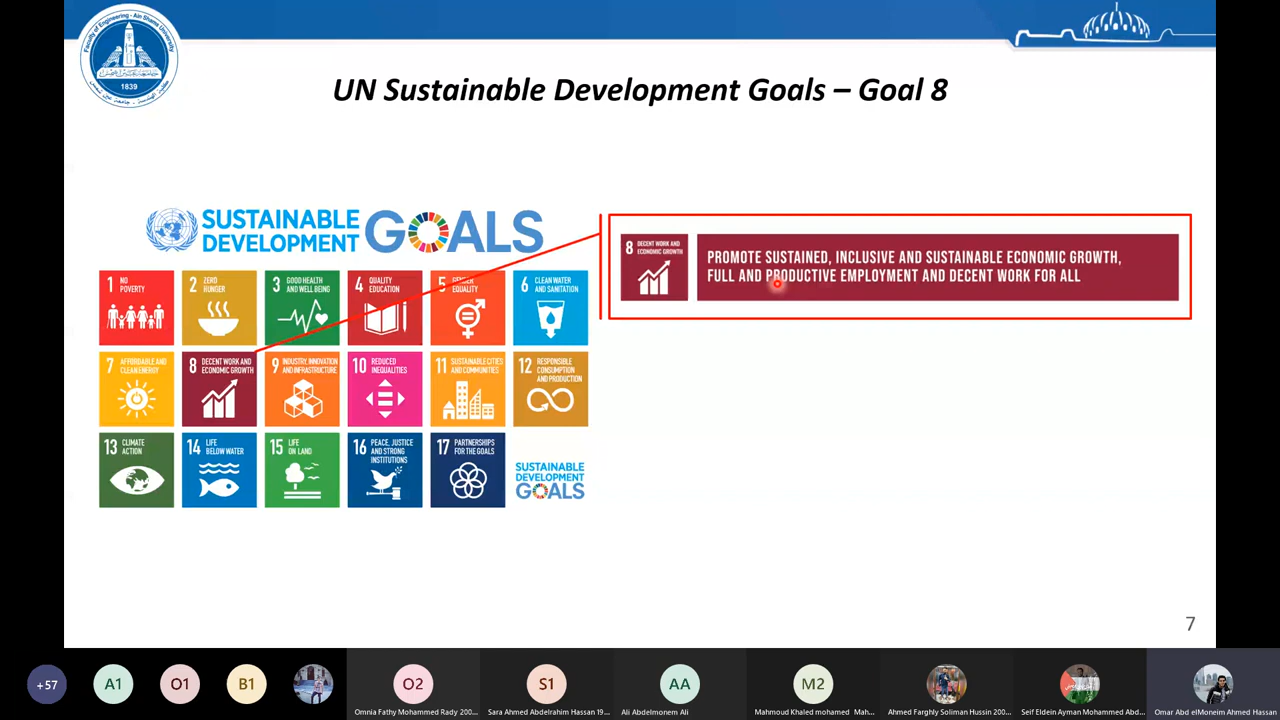 Faculty of Engineering - Ain Shams University
1839
UN Sustainable Development Goals – Goal 8
SUSTAINABLE
DEVELOPMENT
GOALS
1 NO
POVERTY
2 ZERO
HUNGER
3 GOOD HEALTH
AND WELL BEING
4 QUALITY
EDUCATION
5 GENDER
EQUALITY
6 CLEAN WATER
AND SANITATION
7 AFFORDABLE AND
CLEAN ENERGY
8 DECENT WORK AND
ECONOMIC GROWTH
9 INDUSTRY, INNOVATION
AND INFRASTRUCTURE
10 REDUCED
INEQUALITIES
11 SUSTAINABLE CITIES
AND COMMUNITIES
12 RESPONSIBLE
CONSUMPTION
AND PRODUCTION
13 CLIMATE
ACTION
14 LIFE
BELOW WATER
15 LIFE
ON LAND
16 PEACE, JUSTICE
AND STRONG
INSTITUTIONS
17 PARTNERSHIPS
FOR THE GOALS
SUSTAINABLE
DEVELOPMENT
GOALS
8 DECENT WORK AND
ECONOMIC GROWTH
PROMOTE SUSTAINED, INCLUSIVE AND SUSTAINABLE ECONOMIC GROWTH,
FULL AND PRODUCTIVE EMPLOYMENT AND DECENT WORK FOR ALL
7
+57
A1
O1
B1
O2
S1
AA
M2
Omnia Fathy Mohammed Rady 200...
Sara Ahmed Abdelrahim Hassan 19...
Ali Abdelmonem Ali
Mahmoud Khaled mohamed Mah...
Ahmed Farghly Soliman Hussin 200...
Seif Eldein Ayman Mohammed Abd...
Omar Abd elMoneim Ahmed Hassan